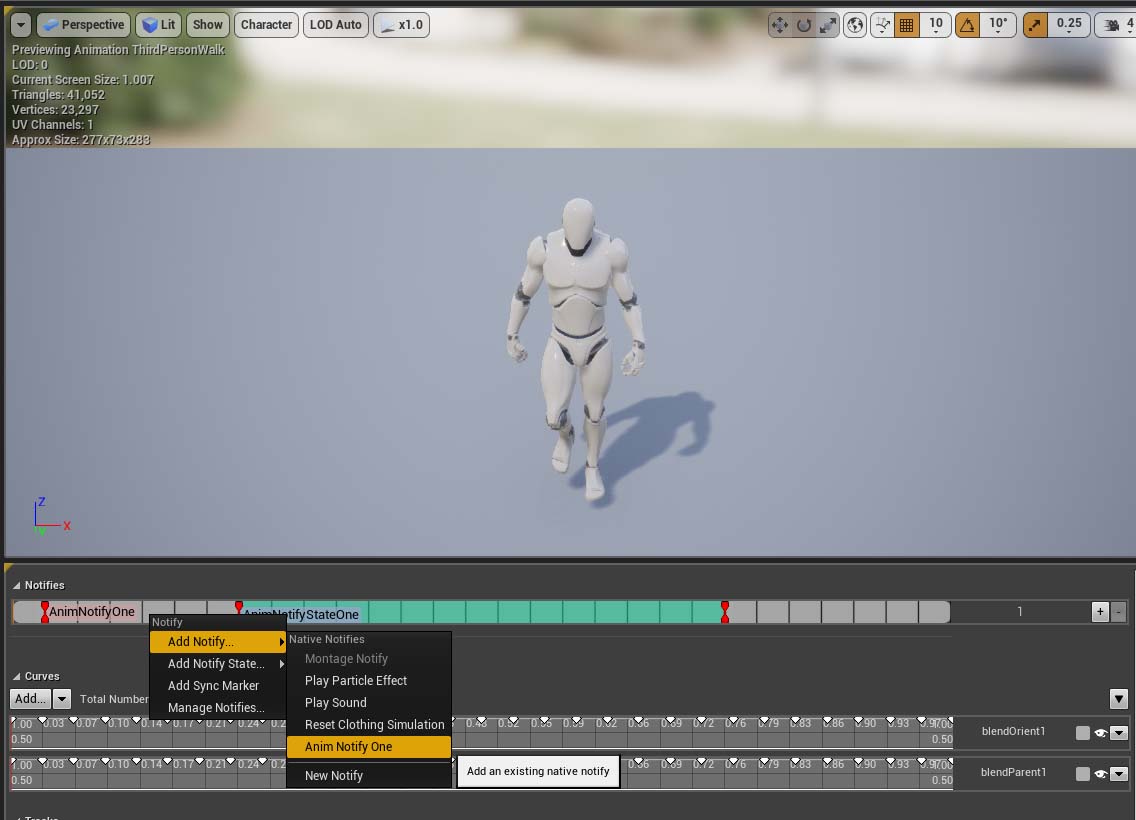 Perspective Lit Show Character LOD Auto x1.0 10 10° 0.25 4
Previewing Animation ThirdPersonWalk
LOD: 0
Current Screen Size: 1.007
Triangles: 41,052
Vertices: 23,297
UV Channels: 1
Approx Size: 277x73x283
Z
X
Y
Notifies
AnimNotifyOne AnimNotifyStateOne 1 + -
Notify
Add Notify...
Add Notify State...
Add Sync Marker
Manage Notifies...
Native Notifies
Montage Notify
Play Particle Effect
Play Sound
Reset Clothing Simulation
Anim Notify One
New Notify
Add an existing native notify
Curves
Add... Total Number
1.00 0.03 0.07 0.10 0.14 0.17 0.21 0.24 0.48 0.52 0.55 0.59 0.62 0.66 0.69 0.72 0.76 0.79 0.83 0.86 0.90 0.93 0.97 1.00 blendOrient1
0.50 0.50
1.00 0.03 0.07 0.10 0.14 0.17 0.21 0.24 0.66 0.69 0.72 0.76 0.79 0.83 0.86 0.90 0.93 0.97 1.00 blendParent1
0.50 0.50